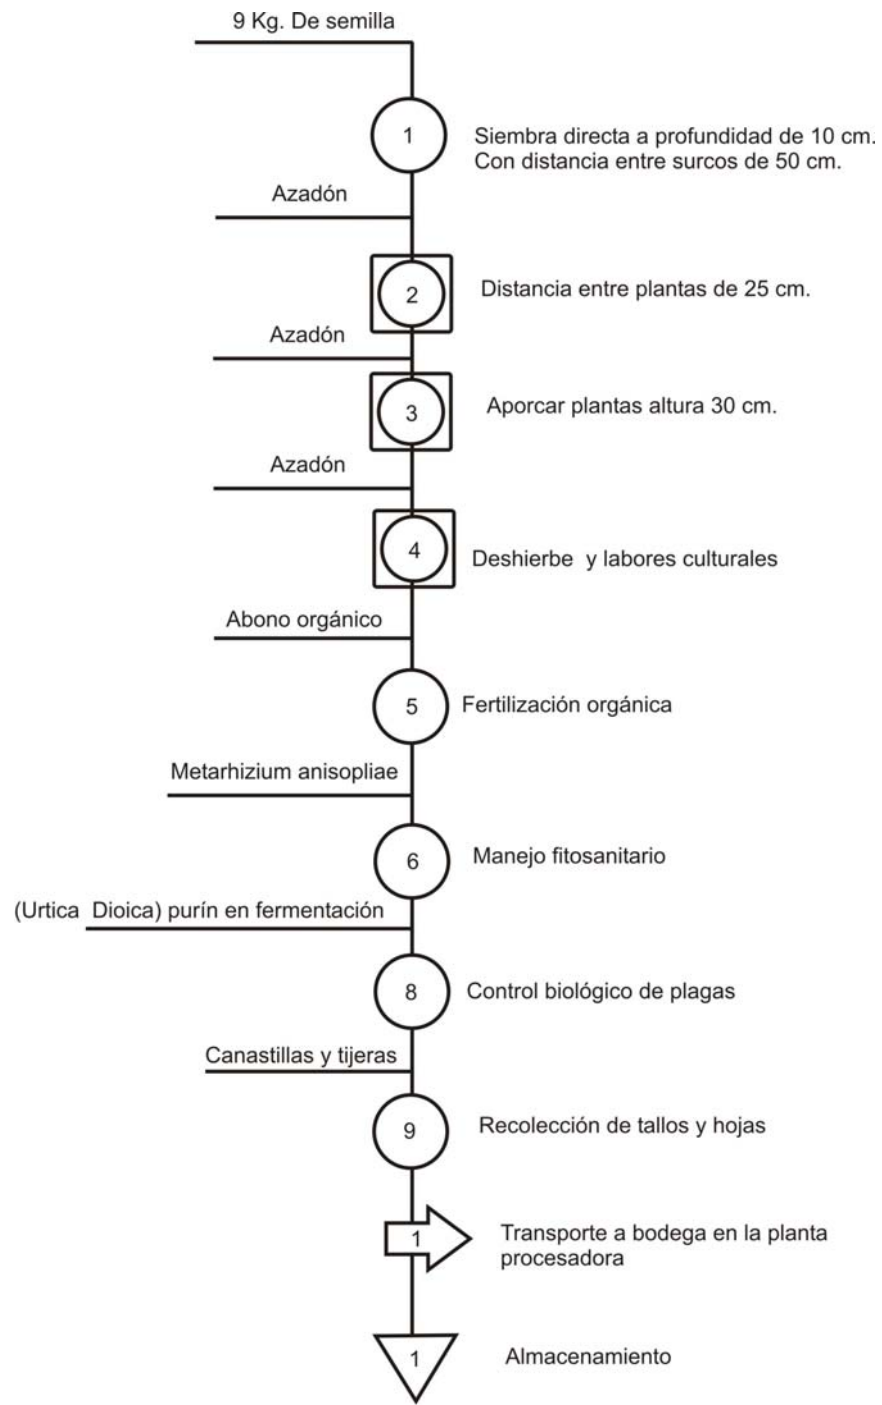 9 Kg. De semilla
1
Siembra directa a profundidad de 10 cm.
Con distancia entre surcos de 50 cm.
Azadón
2
Distancia entre plantas de 25 cm.
Azadón
3
Aporcar plantas altura 30 cm.
Azadón
4
Deshierbe y labores culturales
Abono orgánico
5
Fertilización orgánica
Metarhizium anisopliae
6
Manejo fitosanitario
(Urtica Dioica) purín en fermentación
8
Control biológico de plagas
Canastillas y tijeras
9
Recolección de tallos y hojas
1
Transporte a bodega en la planta
procesadora
1
Almacenamiento